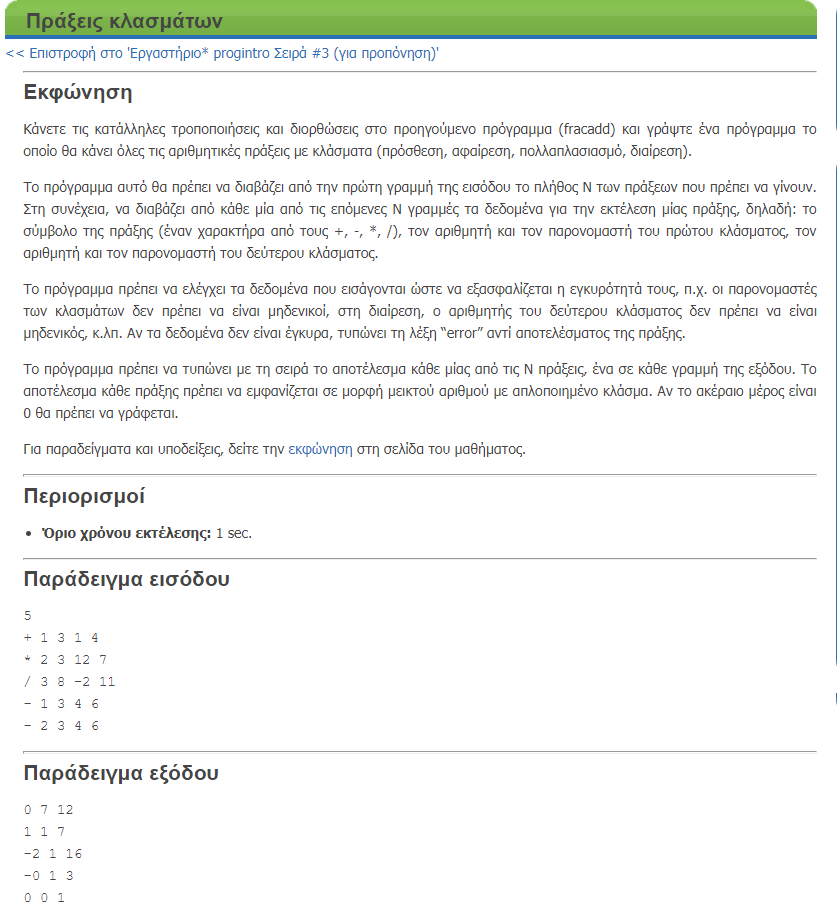 Πράξεις κλασμάτων
<< Επιστροφή στο 'Εργαστήριο* progintro Σειρά #3 (για προπόνηση)'
Εκφώνηση
Κάνετε τις κατάλληλες τροποποιήσεις και διορθώσεις στο προηγούμενο πρόγραμμα (fracadd) και γράψτε ένα πρόγραμμα το
οποίο θα κάνει όλες τις αριθμητικές πράξεις με κλάσματα (πρόσθεση, αφαίρεση, πολλαπλασιασμό, διαίρεση).
Το πρόγραμμα αυτό θα πρέπει να διαβάζει από την πρώτη γραμμή της εισόδου το πλήθος N των πράξεων που πρέπει να γίνουν.
Στη συνέχεια, να διαβάζει από κάθε μία από τις επόμενες N γραμμές τα δεδομένα για την εκτέλεση μίας πράξης, δηλαδή: το
σύμβολο της πράξης (έναν χαρακτήρα από τους +, -, *, /), τον αριθμητή και τον παρονομαστή του πρώτου κλάσματος, τον
αριθμητή και τον παρονομαστή του δεύτερου κλάσματος.
Το πρόγραμμα πρέπει να ελέγχει τα δεδομένα που εισάγονται ώστε να εξασφαλίζεται η εγκυρότητά τους, π.χ. οι παρονομαστές
των κλασμάτων δεν πρέπει να είναι μηδενικοί, στη διαίρεση, ο αριθμητής του δεύτερου κλάσματος δεν πρέπει να είναι
μηδενικός, κ.λπ. Αν τα δεδομένα δεν είναι έγκυρα, τυπώνει τη λέξη “error” αντί αποτελέσματος της πράξης.
Το πρόγραμμα πρέπει να τυπώνει με τη σειρά το αποτέλεσμα κάθε μίας από τις N πράξεις, ένα σε κάθε γραμμή της εξόδου. Το
αποτέλεσμα κάθε πράξης πρέπει να εμφανίζεται σε μορφή μεικτού αριθμού με απλοποιημένο κλάσμα. Αν το ακέραιο μέρος είναι
0 θα πρέπει να γράφεται.
Για παραδείγματα και υποδείξεις, δείτε την εκφώνηση στη σελίδα του μαθήματος.
Περιορισμοί
• Όριο χρόνου εκτέλεσης: 1 sec.
Παράδειγμα εισόδου
5
+ 1 3 1 4
* 2 3 12 7
/ 3 8 -2 11
- 1 3 4 6
- 2 3 4 6
Παράδειγμα εξόδου
0 7 12
1 1 7
-2 1 16
-0 1 3
0 0 1